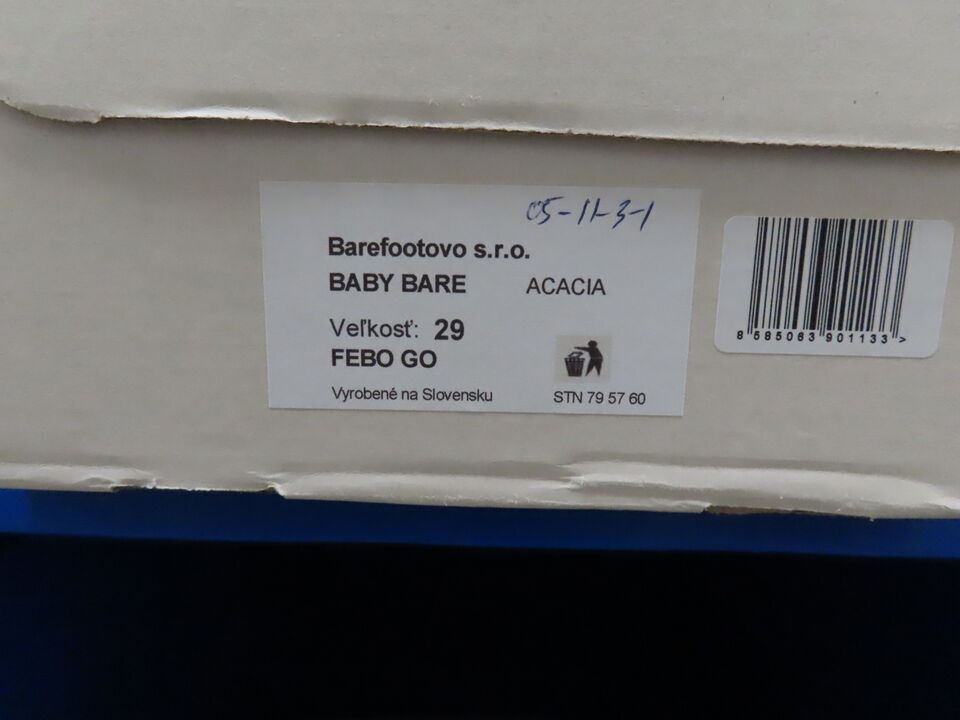 05-11-3-1
Barefootovo s.r.o.
BABY BARE ACACIA
Veľkosť: 29
FEBO GO
Vyrobené na Slovensku STN 79 57 60
8 585063 901133 >